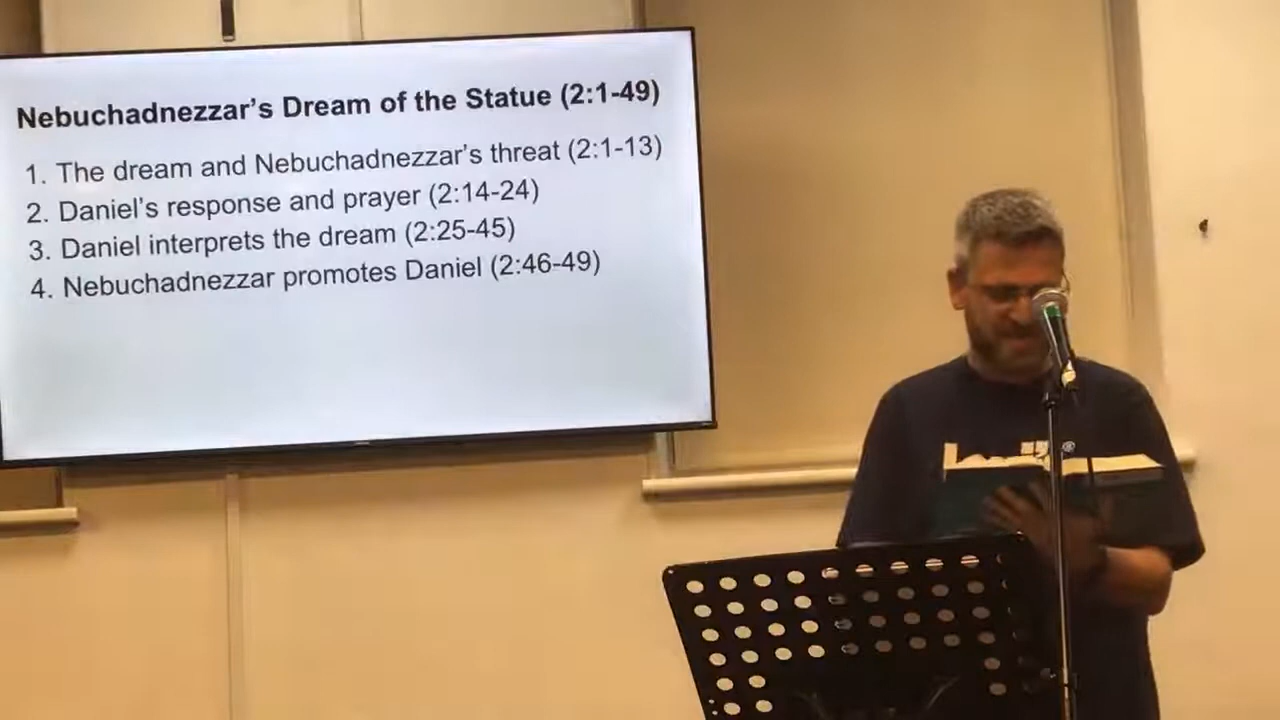 Nebuchadnezzar's Dream of the Statue (2:1-49)
1. The dream and Nebuchadnezzar's threat (2:1-13)
2. Daniel's response and prayer (2:14-24)
3. Daniel interprets the dream (2:25-45)
4. Nebuchadnezzar promotes Daniel (2:46-49)